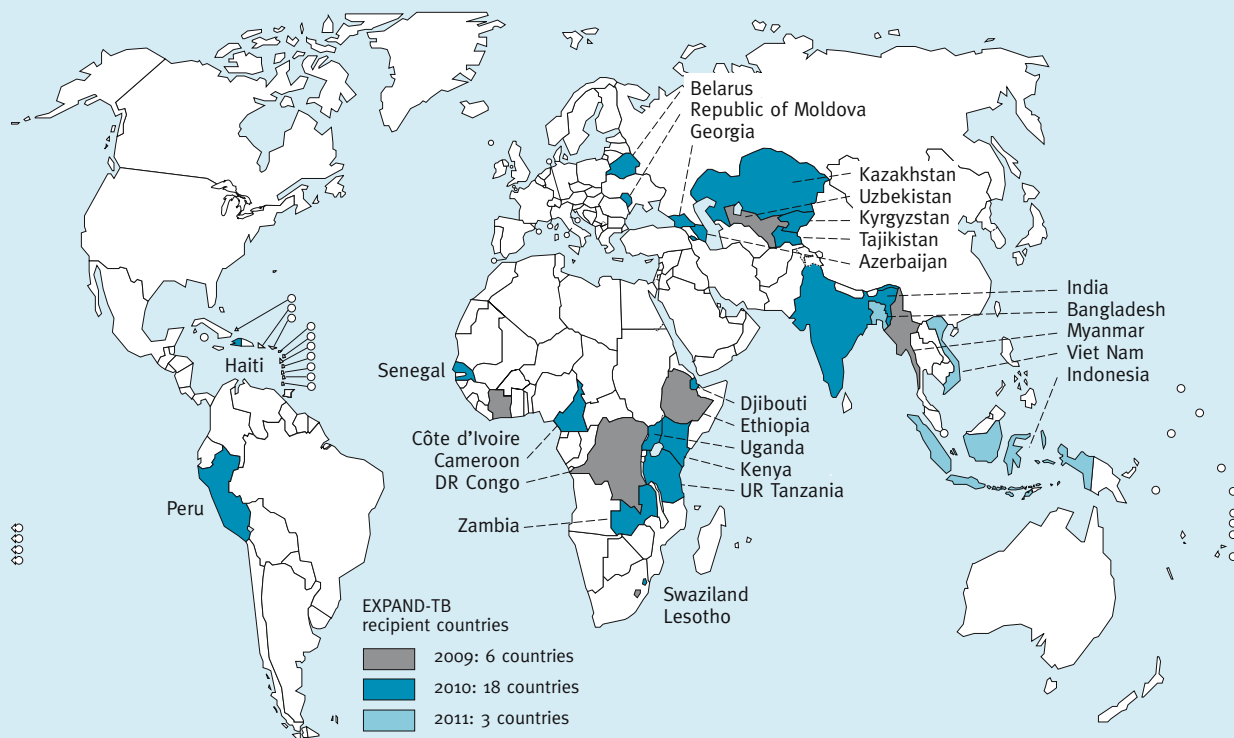 Belarus
Republic of Moldova
Georgia
Kazakhstan
Uzbekistan
Kyrgyzstan
Tajikistan
Azerbaijan
India
Bangladesh
Myanmar
Viet Nam
Indonesia
Haiti
Senegal
Djibouti
Ethiopia
Uganda
Kenya
UR Tanzania
Côte d'Ivoire
Cameroon
DR Congo
Peru
Zambia
Swaziland
Lesotho
EXPAND-TB
recipient countries
2009: 6 countries
2010: 18 countries
2011: 3 countries